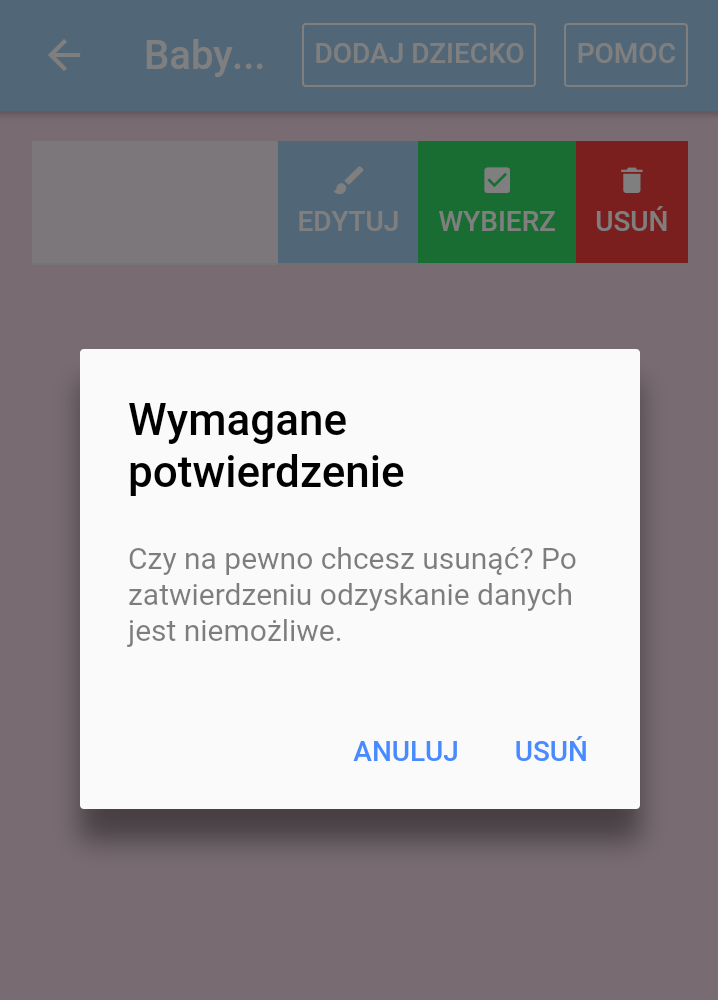 Baby... DODAJ DZIECKO POMOC
EDYTUJ WYBIERZ USUŃ
Wymagane
potwierdzenie
Czy na pewno chcesz usunąć? Po
zatwierdzeniu odzyskanie danych
jest niemożliwe.
ANULUJ USUŃ